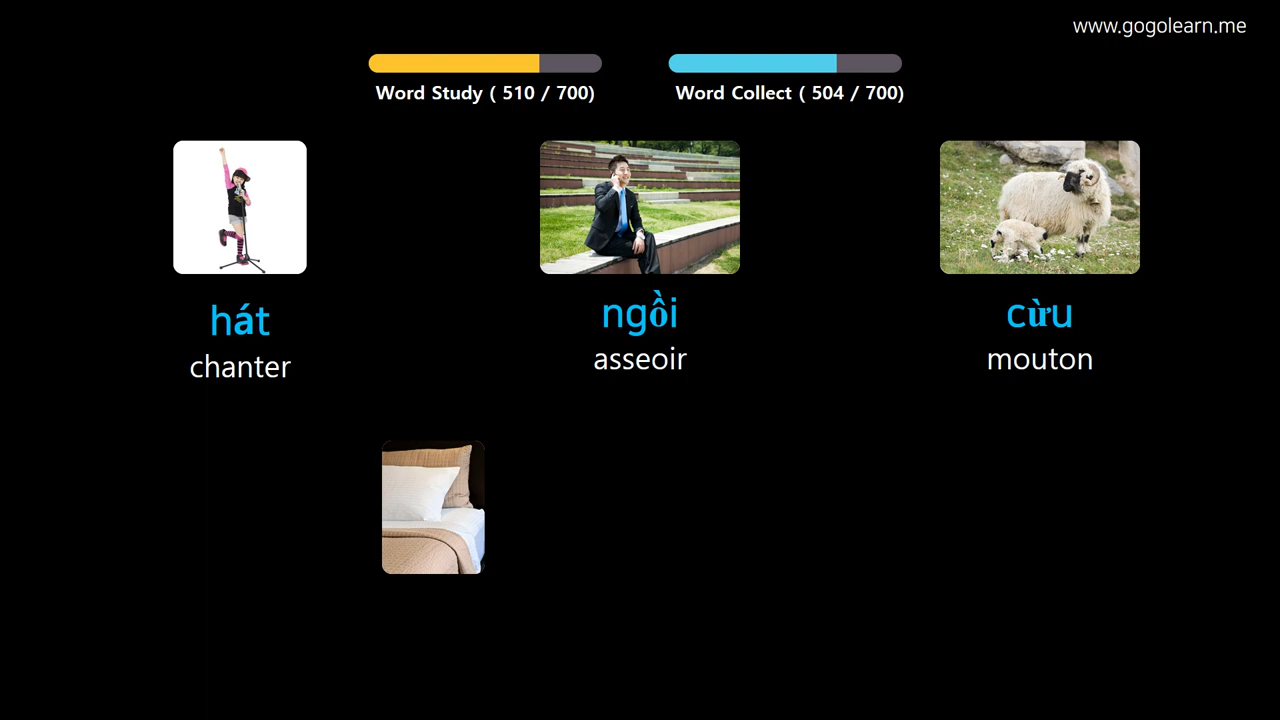 www.gogolearn.me
Word Study ( 510 / 700)
Word Collect ( 504 / 700)
hát
chanter
ngồi
asseoir
cừu
mouton